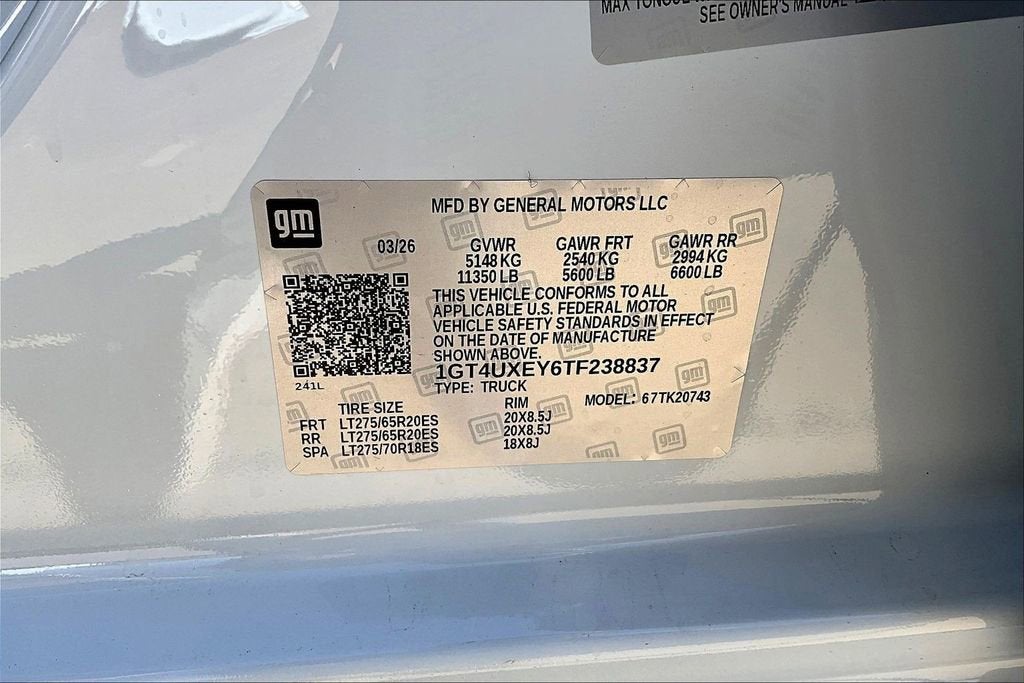 MAX TONGUE
SEE OWNER'S MANUAL
gm
MFD BY GENERAL MOTORS LLC
03/26 GVWR GAWR FRT GAWR RR
5148 KG 2540 KG 2994 KG
11350 LB 5600 LB 6600 LB
THIS VEHICLE CONFORMS TO ALL
APPLICABLE U.S. FEDERAL MOTOR
VEHICLE SAFETY STANDARDS IN EFFECT
ON THE DATE OF MANUFACTURE
SHOWN ABOVE.
1GT4UXEY6TF238837
241L
TYPE: TRUCK
TIRE SIZE RIM MODEL: 67TK20743
FRT LT275/65R20ES 20X8.5J
RR LT275/65R20ES 20X8.5J
SPA LT275/70R18ES 18X8J